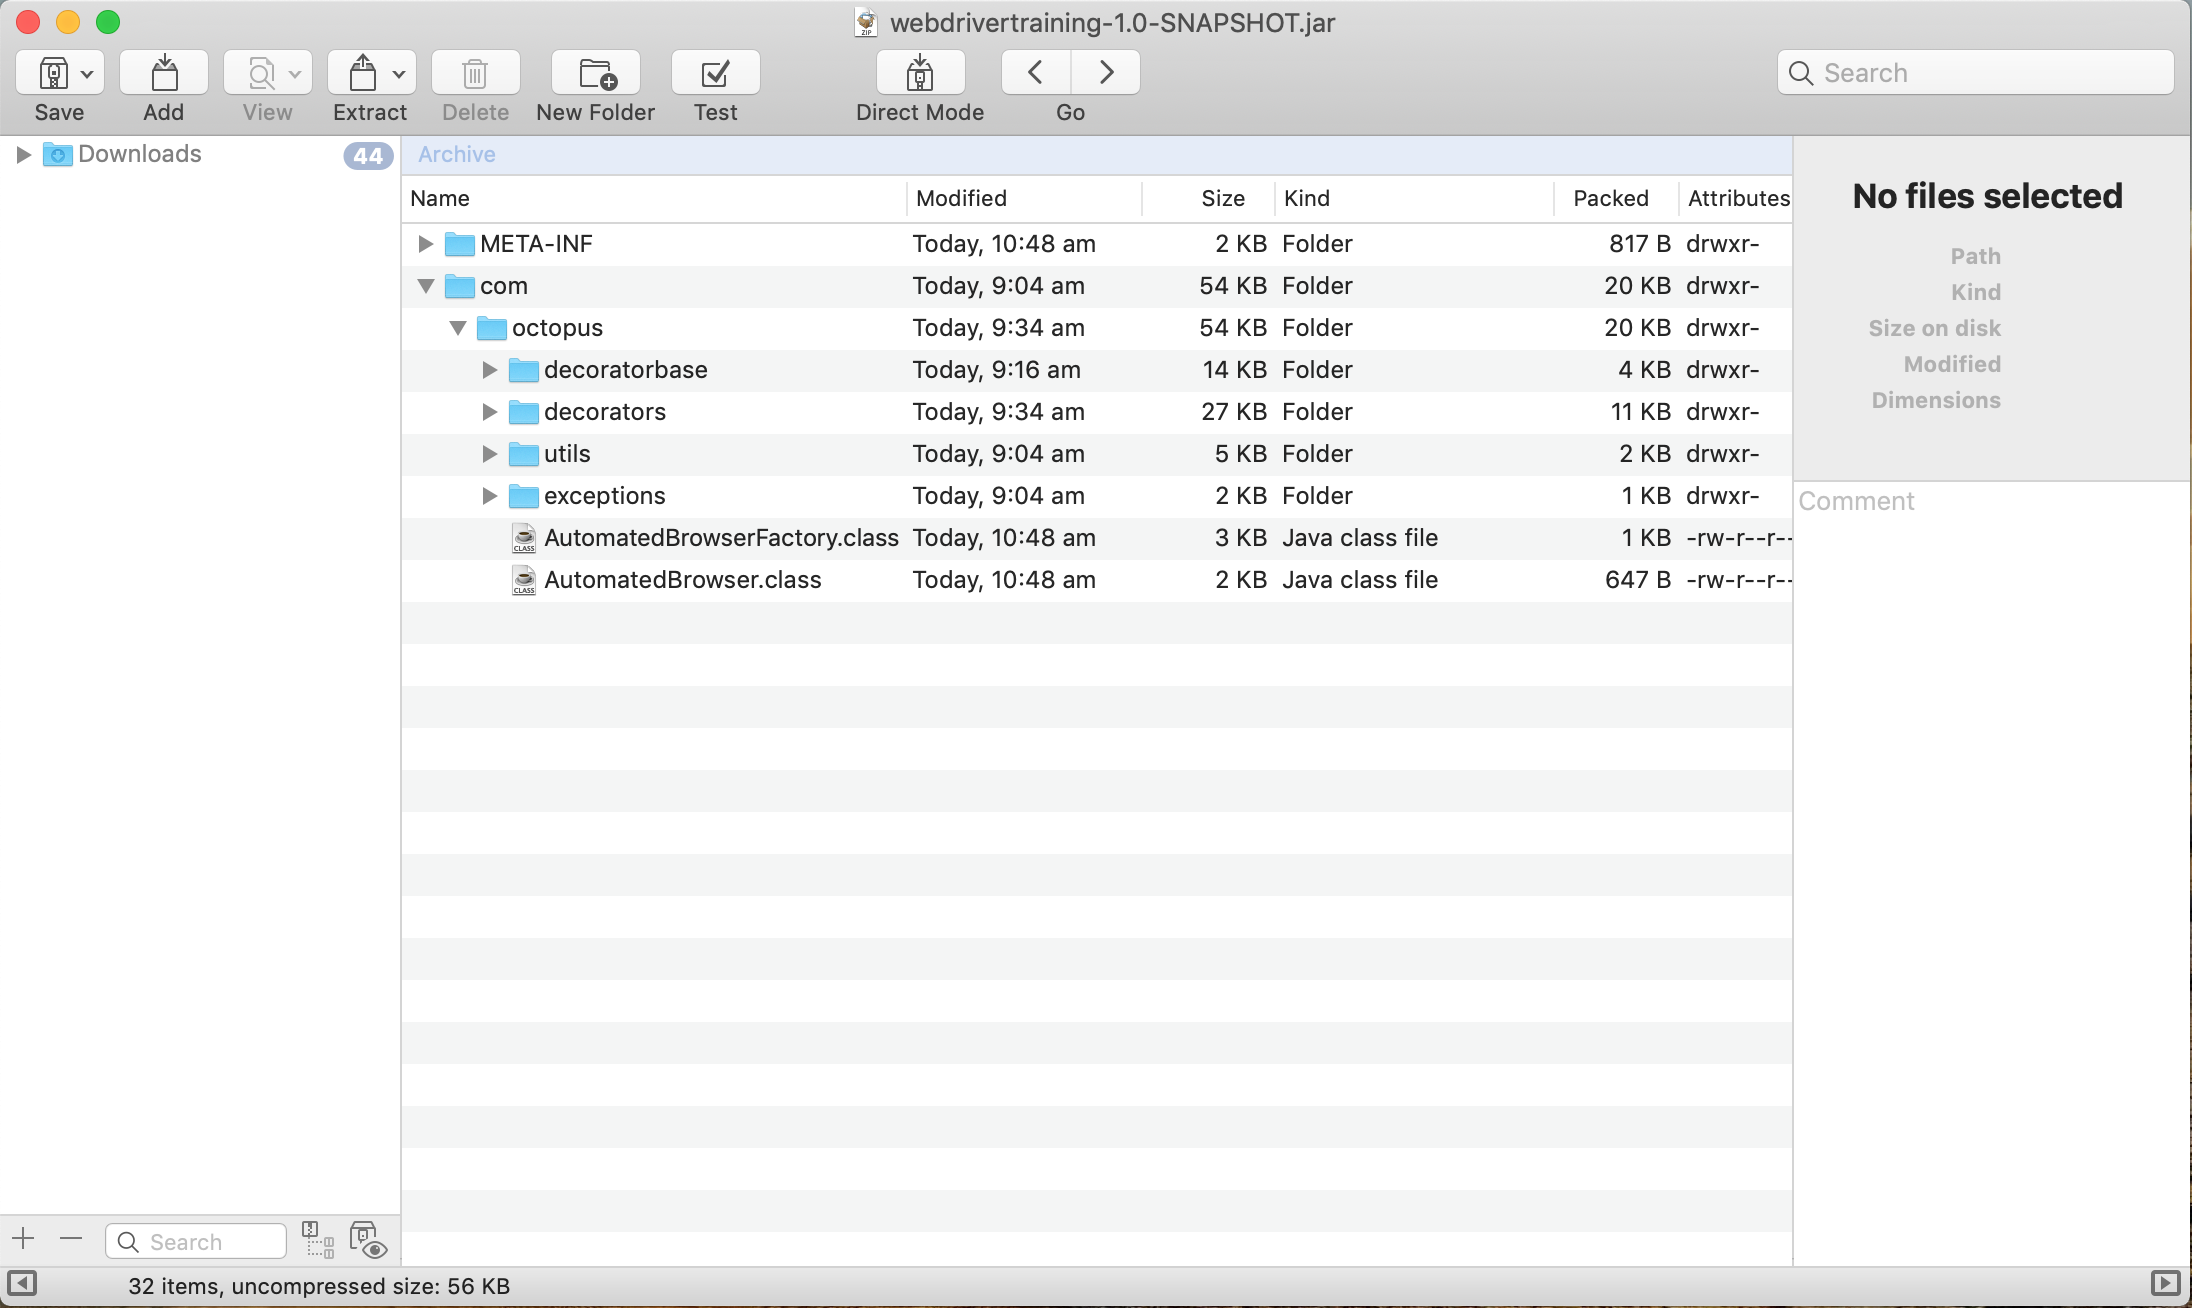 webdrivertraining-1.0-SNAPSHOT.jar
Save Add View Extract Delete New Folder Test Direct Mode Go Search
Downloads 44
Archive
Name Modified Size Kind Packed Attributes
META-INF Today, 10:48 am 2 KB Folder 817 B drwxr-
com Today, 9:04 am 54 KB Folder 20 KB drwxr-
octopus Today, 9:34 am 54 KB Folder 20 KB drwxr-
decoratorbase Today, 9:16 am 14 KB Folder 4 KB drwxr-
decorators Today, 9:34 am 27 KB Folder 11 KB drwxr-
utils Today, 9:04 am 5 KB Folder 2 KB drwxr-
exceptions Today, 9:04 am 2 KB Folder 1 KB drwxr-
AutomatedBrowserFactory.class Today, 10:48 am 3 KB Java class file 1 KB -rw-r--r--
AutomatedBrowser.class Today, 10:48 am 2 KB Java class file 647 B -rw-r--r--
No files selected
Path
Kind
Size on disk
Modified
Dimensions
Comment
Search
32 items, uncompressed size: 56 KB